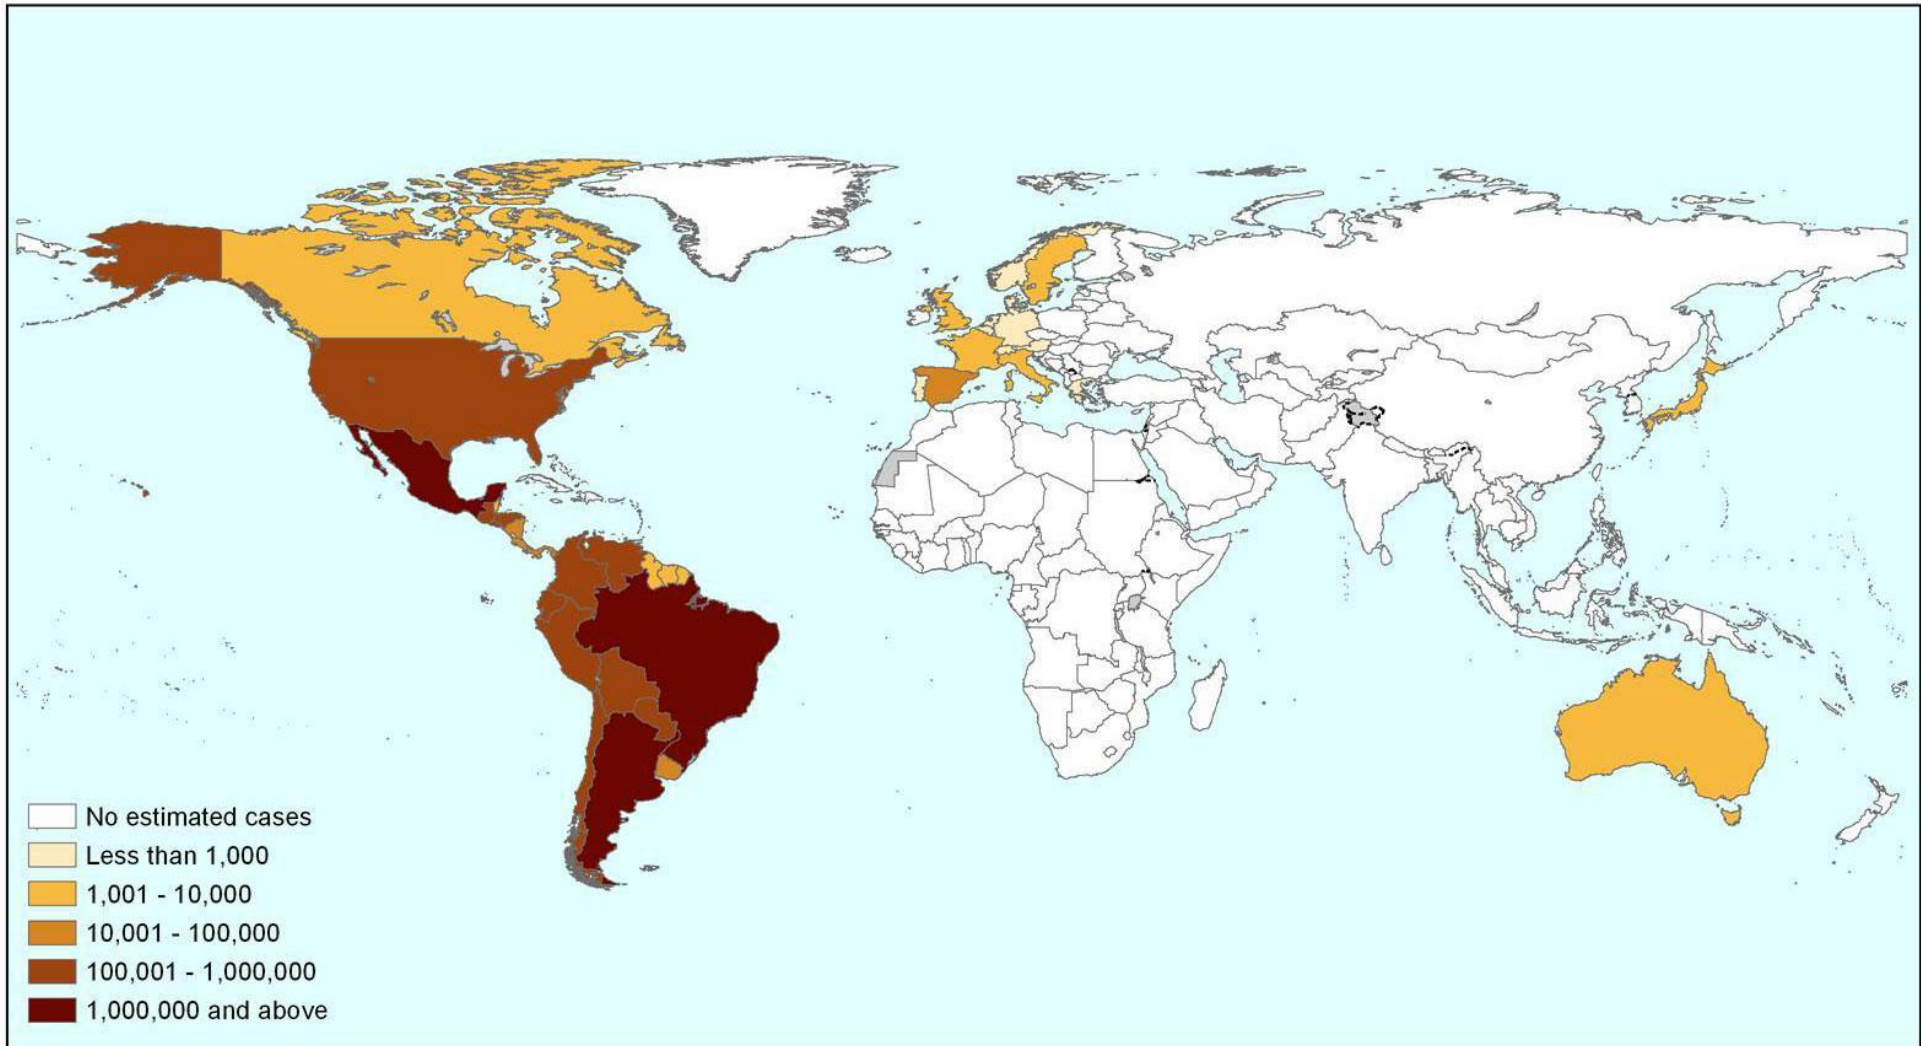 No estimated cases
Less than 1,000
1,001 - 10,000
10,001 - 100,000
100,001 - 1,000,000
1,000,000 and above